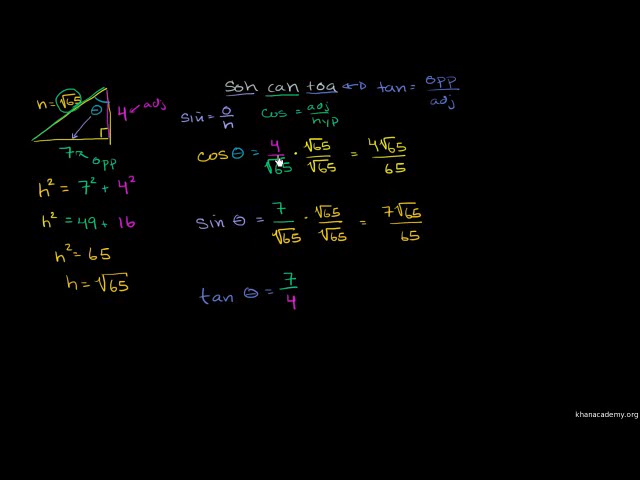 Soh cah toa tan = opp/adj
sin = o/h cos = adj/hyp
h = √65
θ
4 adj
7 opp
h² = 7² + 4²
h² = 49 + 16
h² = 65
h = √65
cos θ = 4/√65 · √65/√65 = 4√65/65
sin θ = 7/√65 · √65/√65 = 7√65/65
tan θ = 7/4
khanacademy.org